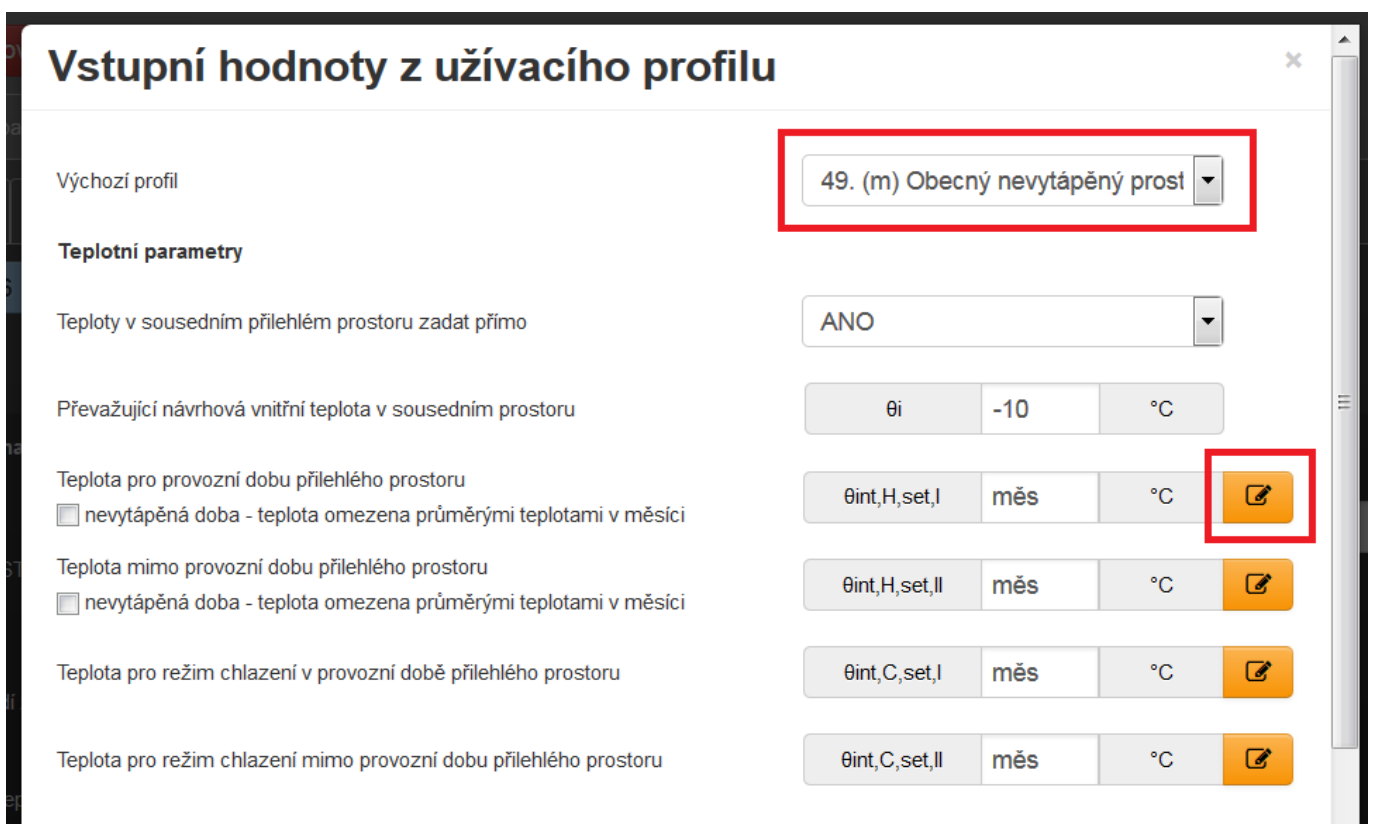 Vstupní hodnoty z užívacího profilu
×
Výchozí profil
49. (m) Obecný nevytápěný prost
Teplotní parametry
Teploty v sousedním přilehlém prostoru zadat přímo
ANO
Převažující návrhová vnitřní teplota v sousedním prostoru
θi
-10
°C
Teplota pro provozní dobu přilehlého prostoru
nevytápěná doba - teplota omezena průměrými teplotami v měsíci
θint,H,set,I
měs
°C
Teplota mimo provozní dobu přilehlého prostoru
nevytápěná doba - teplota omezena průměrými teplotami v měsíci
θint,H,set,II
měs
°C
Teplota pro režim chlazení v provozní době přilehlého prostoru
θint,C,set,I
měs
°C
Teplota pro režim chlazení mimo provozní dobu přilehlého prostoru
θint,C,set,II
měs
°C